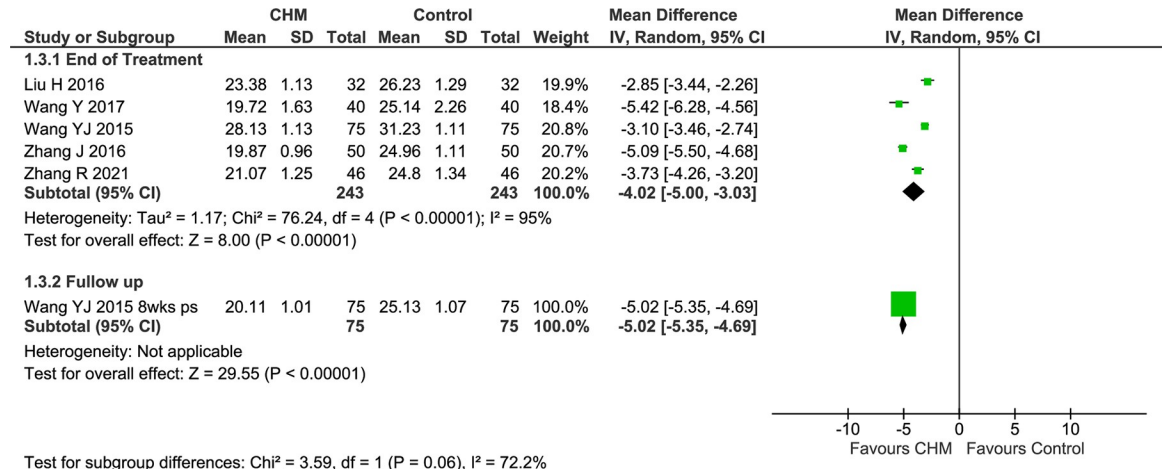 CHM Control Mean Difference Mean Difference
Study or Subgroup Mean SD Total Mean SD Total Weight IV, Random, 95% CI IV, Random, 95% CI
1.3.1 End of Treatment
Liu H 2016 23.38 1.13 32 26.23 1.29 32 19.9% -2.85 [-3.44, -2.26]
Wang Y 2017 19.72 1.63 40 25.14 2.26 40 18.4% -5.42 [-6.28, -4.56]
Wang YJ 2015 28.13 1.13 75 31.23 1.11 75 20.8% -3.10 [-3.46, -2.74]
Zhang J 2016 19.87 0.96 50 24.96 1.11 50 20.7% -5.09 [-5.50, -4.68]
Zhang R 2021 21.07 1.25 46 24.8 1.34 46 20.2% -3.73 [-4.26, -3.20]
Subtotal (95% CI) 243 243 100.0% -4.02 [-5.00, -3.03]
Heterogeneity: Tau² = 1.17; Chi² = 76.24, df = 4 (P < 0.00001); I² = 95%
Test for overall effect: Z = 8.00 (P < 0.00001)
1.3.2 Follow up
Wang YJ 2015 8wks ps 20.11 1.01 75 25.13 1.07 75 100.0% -5.02 [-5.35, -4.69]
Subtotal (95% CI) 75 75 100.0% -5.02 [-5.35, -4.69]
Heterogeneity: Not applicable
Test for overall effect: Z = 29.55 (P < 0.00001)
-10 -5 0 5 10
Favours CHM Favours Control
Test for subgroup differences: Chi² = 3.59, df = 1 (P = 0.06), I² = 72.2%